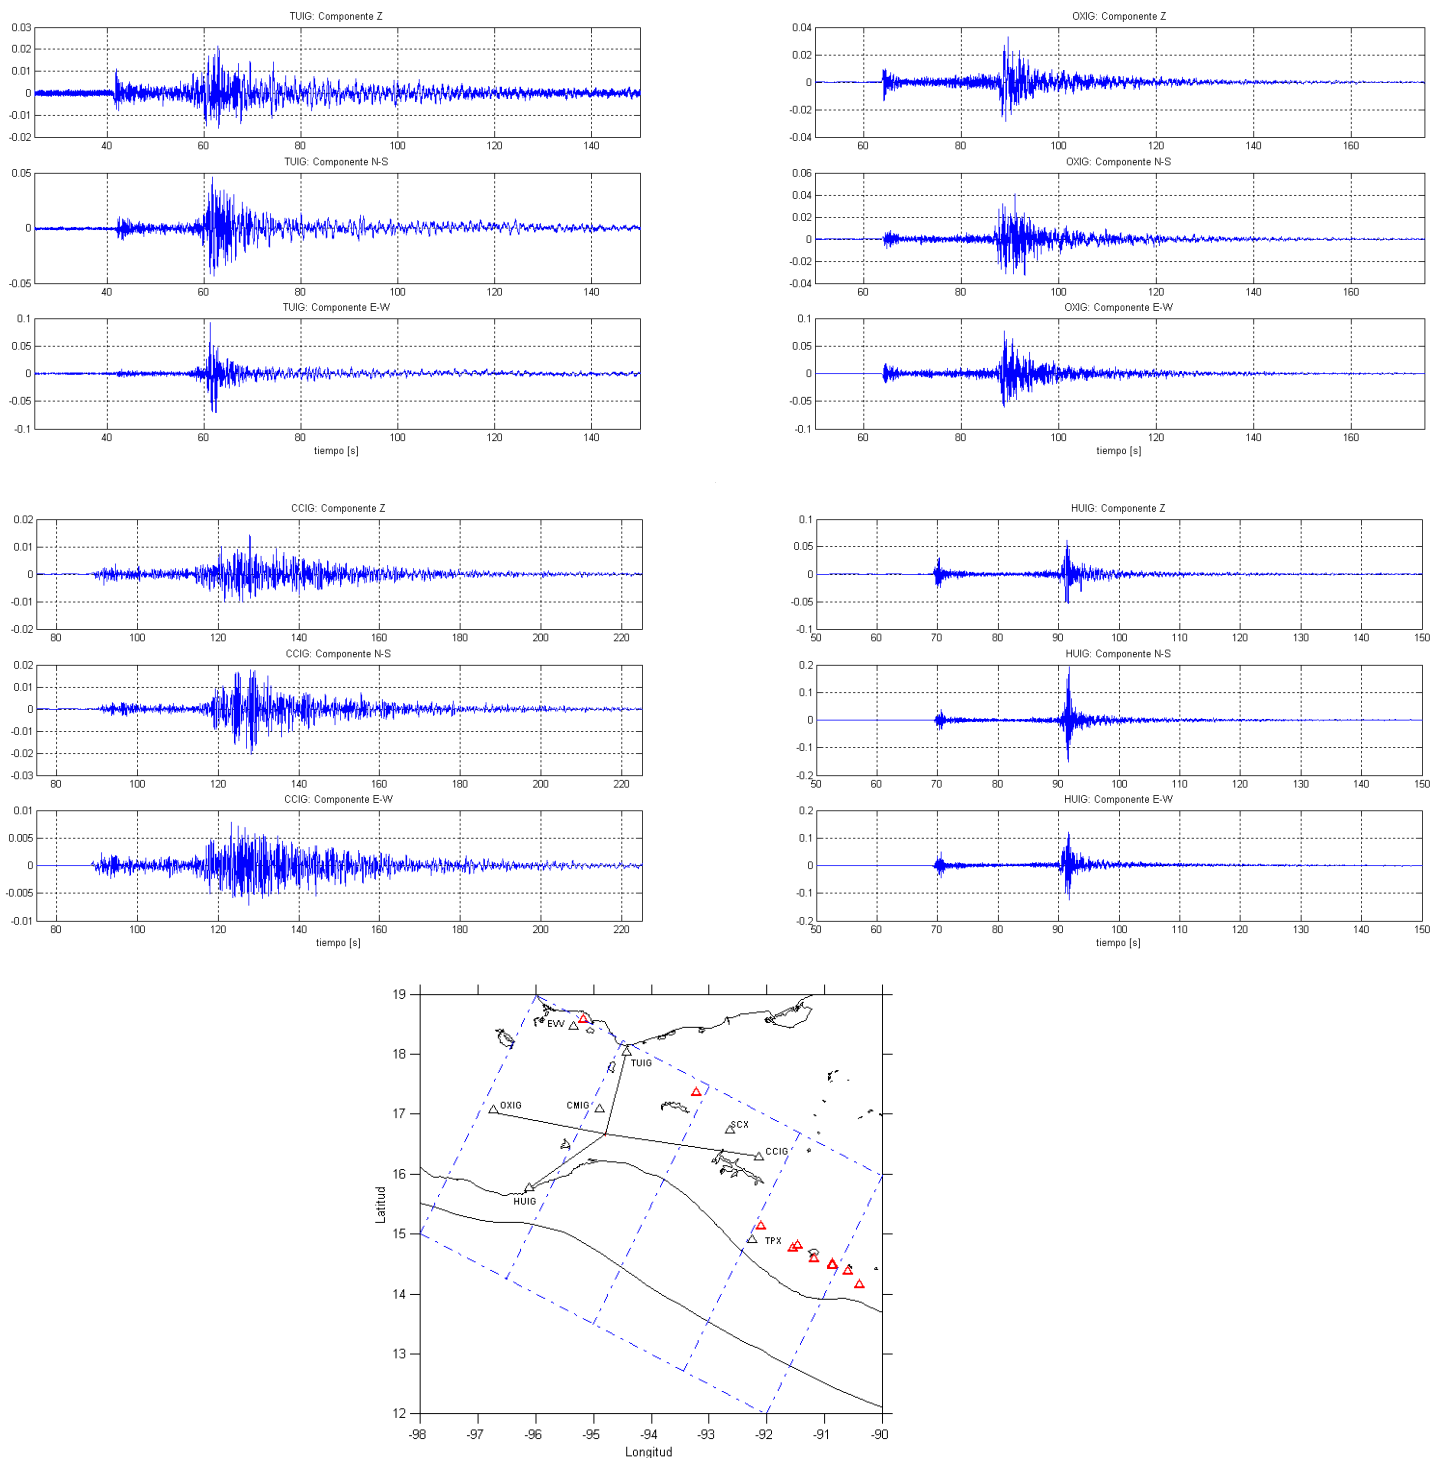 TUIG: Componente Z
0.03
0.02
0.01
0
-0.01
-0.02
40 60 80 100 120 140
TUIG: Componente N-S
0.05
0
-0.05
40 60 80 100 120 140
TUIG: Componente E-W
0.1
0.05
0
-0.05
-0.1
40 60 80 100 120 140
tiempo [s]
OXIG: Componente Z
0.04
0.02
0
-0.02
-0.04
60 80 100 120 140 160
OXIG: Componente N-S
0.06
0.04
0.02
0
-0.02
-0.04
60 80 100 120 140 160
OXIG: Componente E-W
0.1
0.05
0
-0.05
-0.1
60 80 100 120 140 160
tiempo [s]
CCIG: Componente Z
0.02
0.01
0
-0.01
-0.02
80 100 120 140 160 180 200 220
CCIG: Componente N-S
0.02
0.01
0
-0.01
-0.02
-0.03
80 100 120 140 160 180 200 220
CCIG: Componente E-W
0.01
0.005
0
-0.005
-0.01
80 100 120 140 160 180 200 220
tiempo [s]
HUIG: Componente Z
0.1
0.05
0
-0.05
-0.1
50 60 70 80 90 100 110 120 130 140 150
HUIG: Componente N-S
0.2
0.1
0
-0.1
-0.2
50 60 70 80 90 100 110 120 130 140 150
HUIG: Componente E-W
0.2
0.1
0
-0.1
-0.2
50 60 70 80 90 100 110 120 130 140 150
tiempo [s]
19
18
17
16
15
14
13
12
Latitud
EVV
TUIG
OXIG
CMIG
SCX
CCIG
HUIG
TPX
-98 -97 -96 -95 -94 -93 -92 -91 -90
Longitud